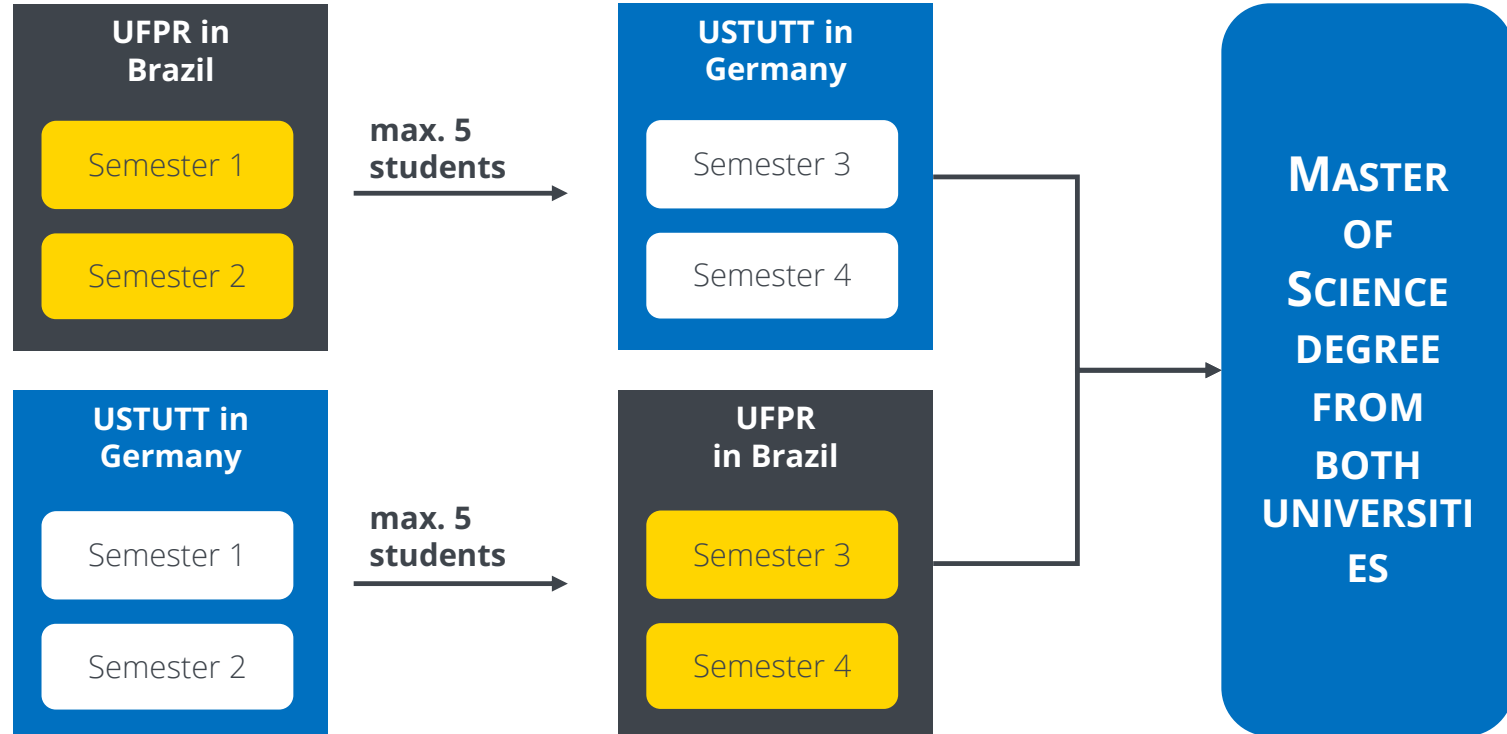 UFPR in
Brazil
Semester 1
Semester 2
max. 5
students
USTUTT in
Germany
Semester 3
Semester 4
USTUTT in
Germany
Semester 1
Semester 2
max. 5
students
UFPR
in Brazil
Semester 3
Semester 4
MASTER
OF
SCIENCE
DEGREE
FROM
BOTH
UNIVERSITI
ES